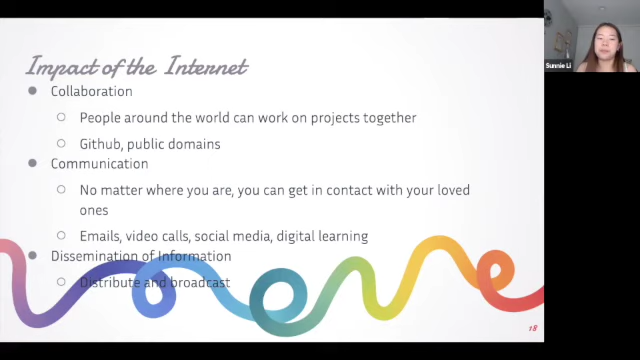 Impact of the Internet
Collaboration
People around the world can work on projects together
Github, public domains
Communication
No matter where you are, you can get in contact with your loved
ones
Emails, video calls, social media, digital learning
Dissemination of Information
Distribute and broadcast
18
Sunnie Li